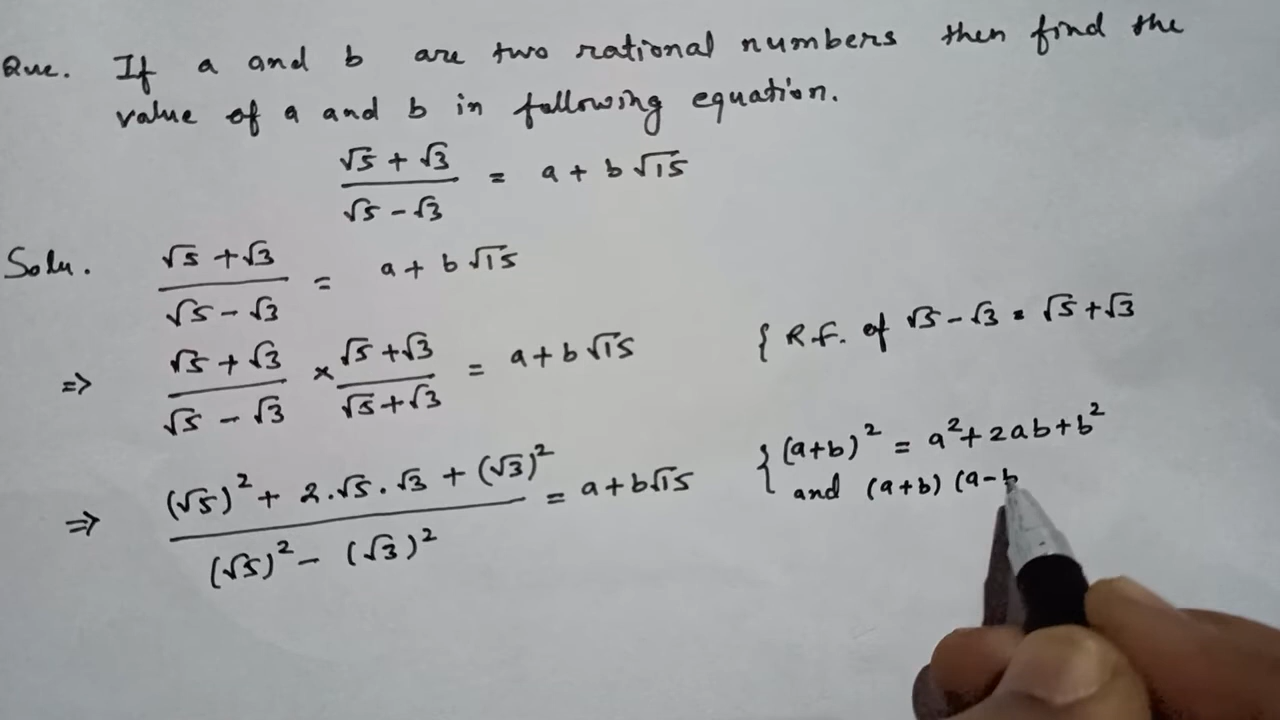 Que. If a and b are two rational numbers then find the
value of a and b in following equation.
√5 + √3 / √5 - √3 = a + b √15
Solu. √5 + √3 / √5 - √3 = a + b √15
=> √5 + √3 / √5 - √3 × √5 + √3 / √5 + √3 = a + b √15 { R.F. of √5 - √3 = √5 + √3
=> (√5)² + 2.√5.√3 + (√3)² / (√5)² - (√3)² = a + b√15 { (a+b)² = a² + 2ab + b²
and (a+b) (a-b